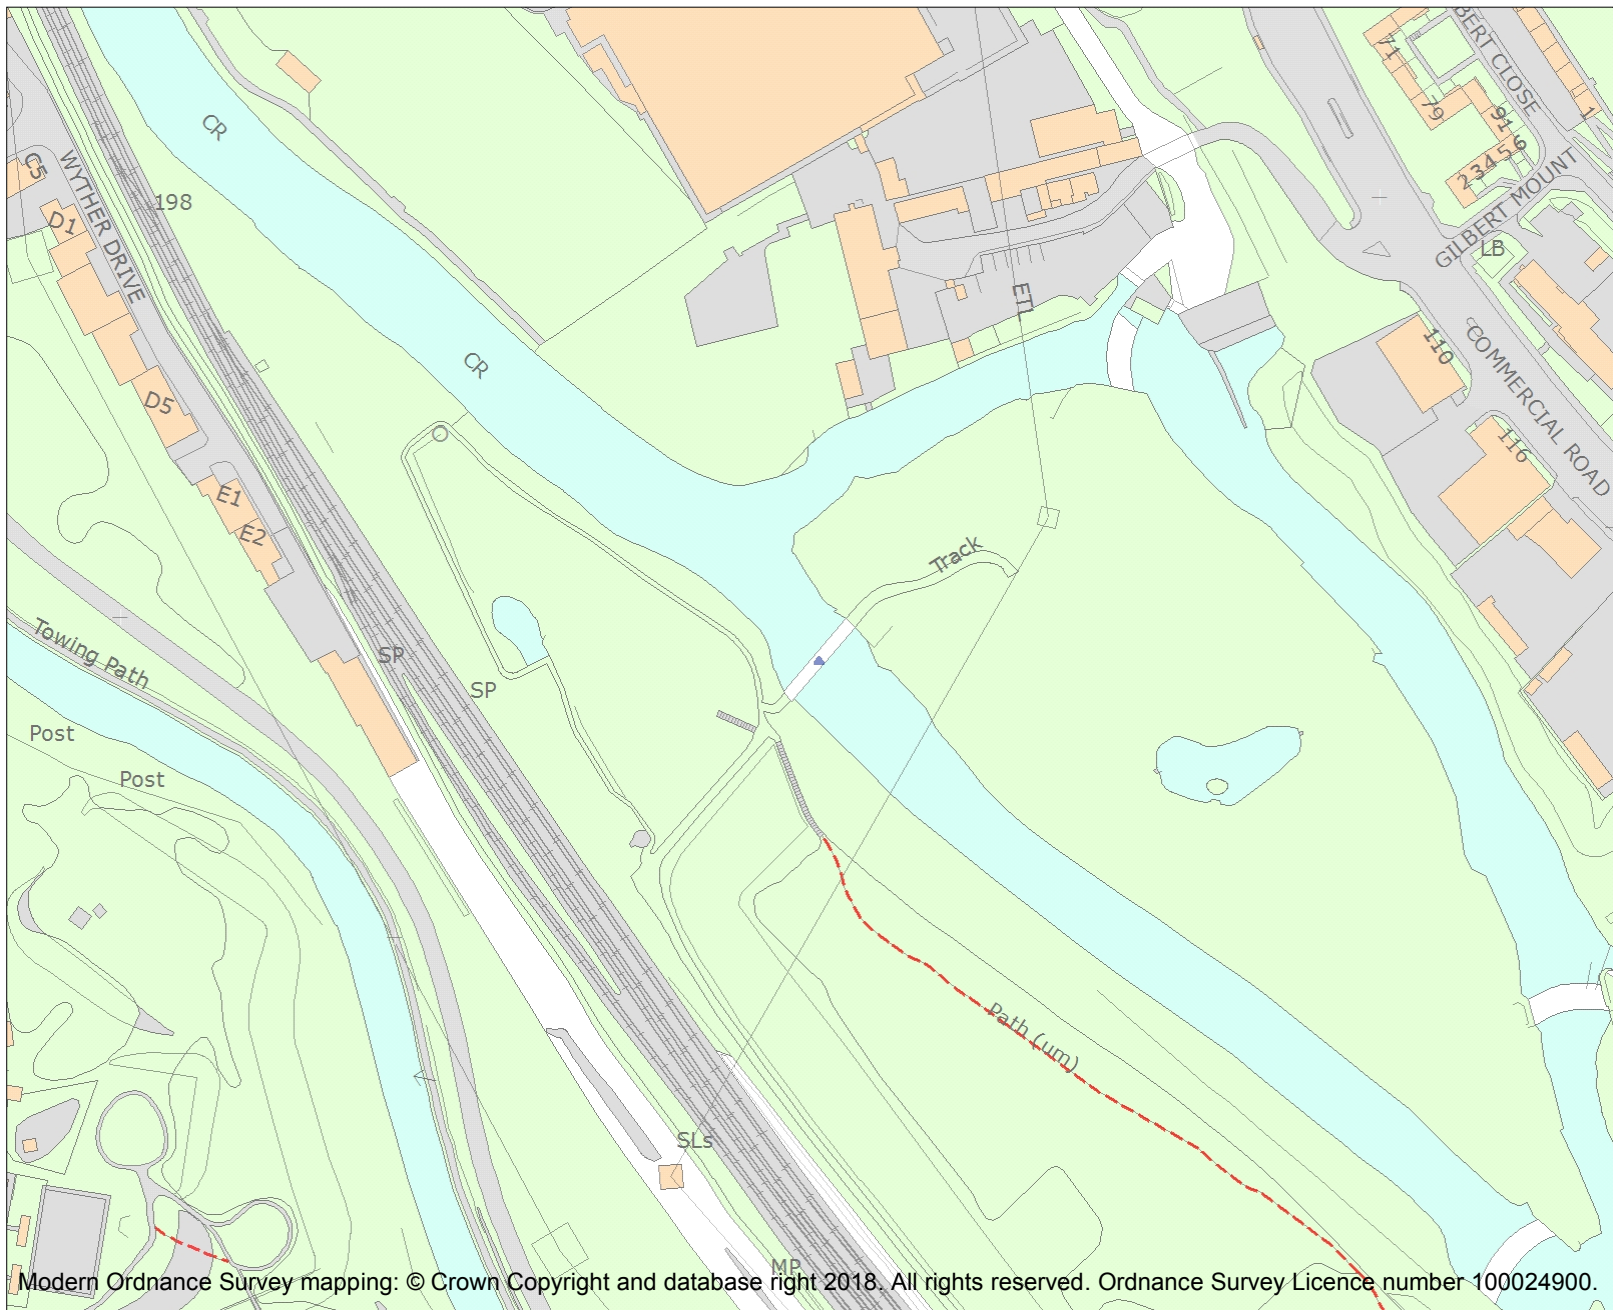 CR
71
BERT CLOSE
79
91
6
1
2 3 4 5
C5
WYTHER DRIVE
198
D1
GILBERT MOUNT
LB
ETL
CR
110
COMMERCIAL ROAD
D5
116
E1
E2
Track
Towing Path
SP
SP
Post
Post
Path (um)
SLs
MP
Modern Ordnance Survey mapping: © Crown Copyright and database right 2018. All rights reserved. Ordnance Survey Licence number 100024900.